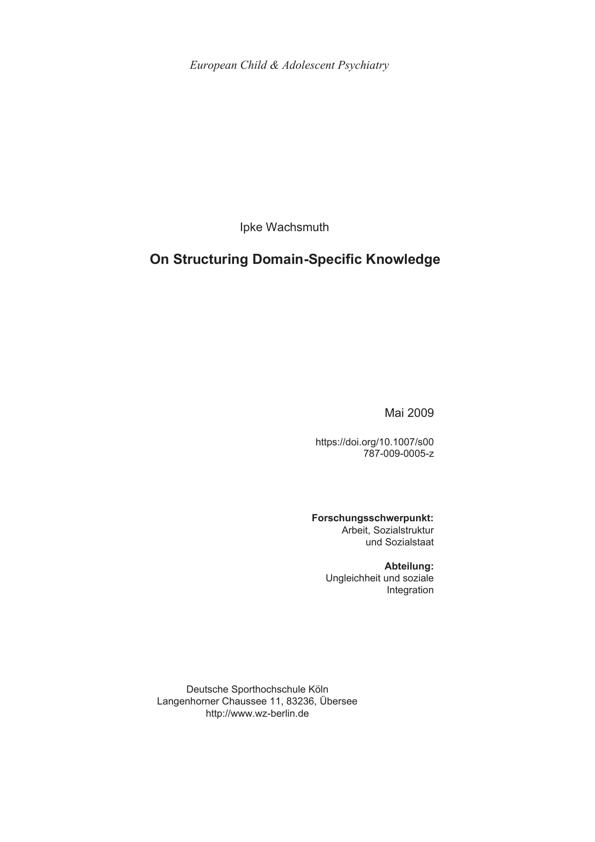 European Child & Adolescent Psychiatry
Ipke Wachsmuth
On Structuring Domain-Specific Knowledge
Mai 2009
https://doi.org/10.1007/s00
787-009-0005-z
Forschungsschwerpunkt:
Arbeit, Sozialstruktur
und Sozialstaat
Abteilung:
Ungleichheit und soziale
Integration
Deutsche Sporthochschule Köln
Langenhorner Chaussee 11, 83236, Übersee
http://www.wz-berlin.de